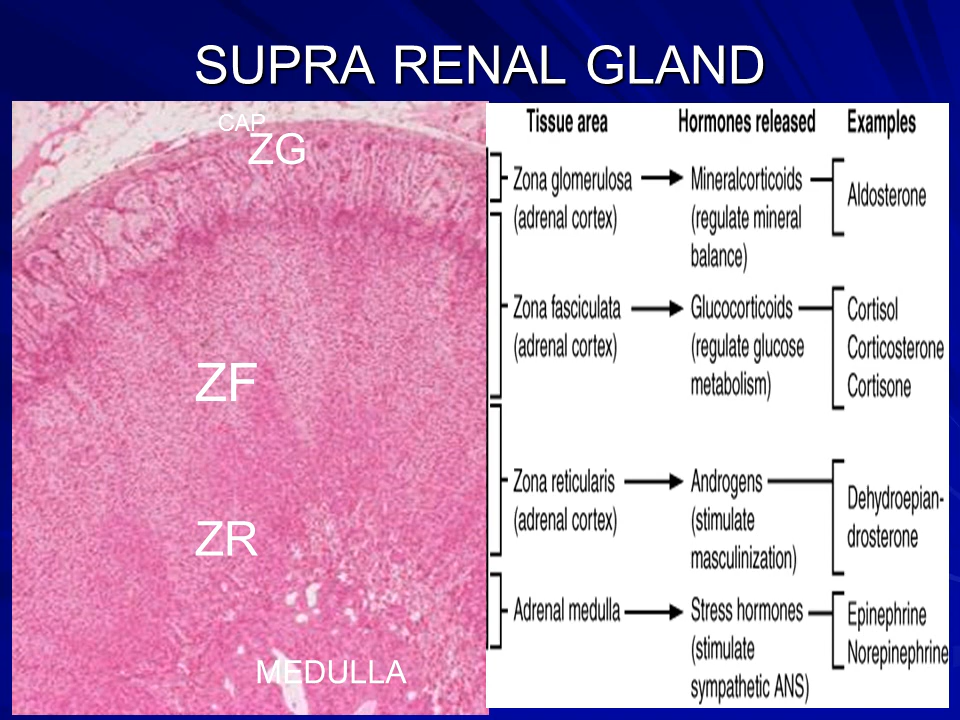 SUPRA RENAL GLAND
CAP
ZG
ZF
ZR
MEDULLA
Tissue area Hormones released Examples
Zona glomerulosa
(adrenal cortex)
Mineralcorticoids
(regulate mineral
balance)
Aldosterone
Zona fasciculata
(adrenal cortex)
Glucocorticoids
(regulate glucose
metabolism)
Cortisol
Corticosterone
Cortisone
Zona reticularis
(adrenal cortex)
Androgens
(stimulate
masculinization)
Dehydroepian-
drosterone
Adrenal medulla
Stress hormones
(stimulate
sympathetic ANS)
Epinephrine
Norepinephrine